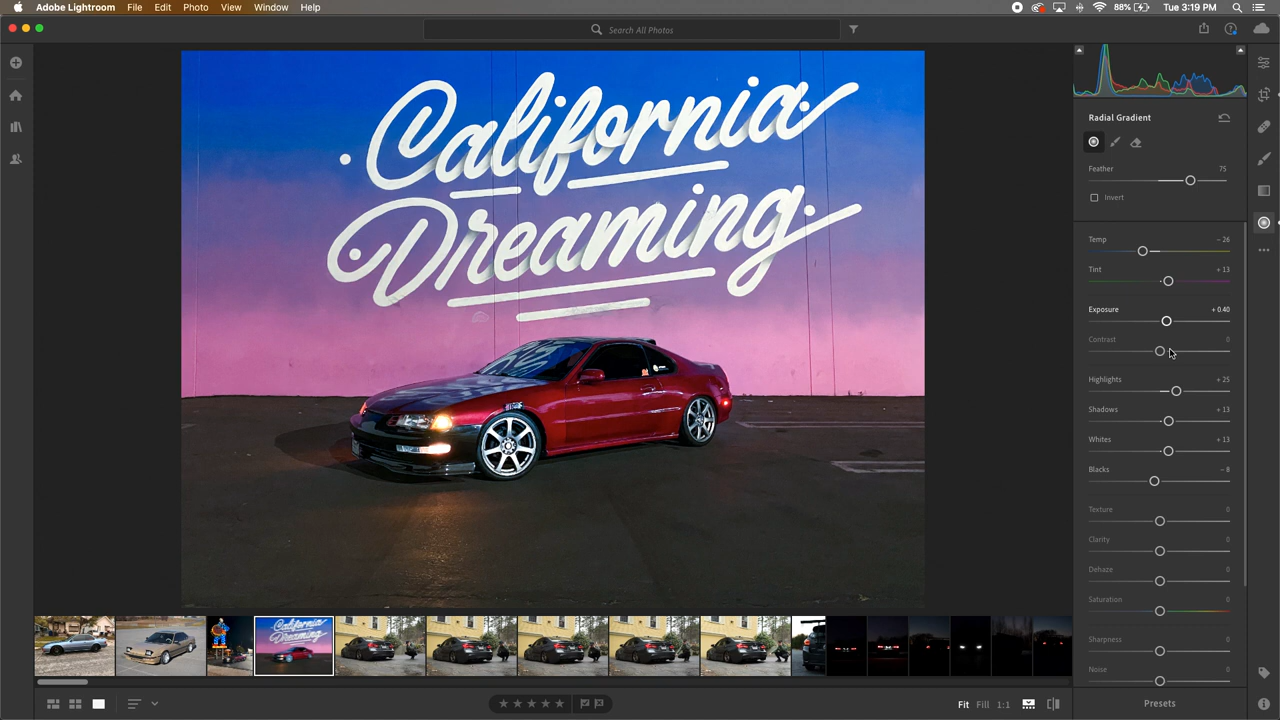 Adobe Lightroom File Edit Photo View Window Help 88% Tue 3:19 PM
Search All Photos
California
Dreaming
Radial Gradient
Feather 75
Invert
Temp – 26
Tint + 13
Exposure + 0.40
Contrast 0
Highlights + 25
Shadows + 13
Whites + 13
Blacks – 8
Texture 0
Clarity 0
Dehaze 0
Saturation 0
Sharpness 0
Noise 0
Fit Fill 1:1
Presets